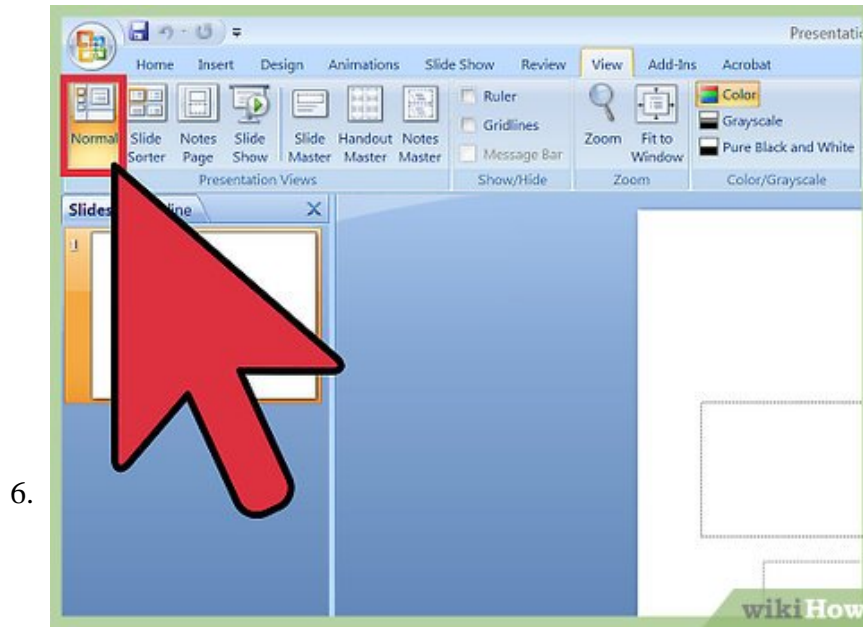 Presentatio
Home Insert Design Animations Slide Show Review View Add-Ins Acrobat
Normal
Slide Sorter
Notes Page
Slide Show
Slide Master
Handout Master
Notes Master
Presentation Views
Ruler
Gridlines
Message Bar
Show/Hide
Zoom
Fit to Window
Zoom
Color
Grayscale
Pure Black and White
Color/Grayscale
Slides ine X
1
6.
wikiHow